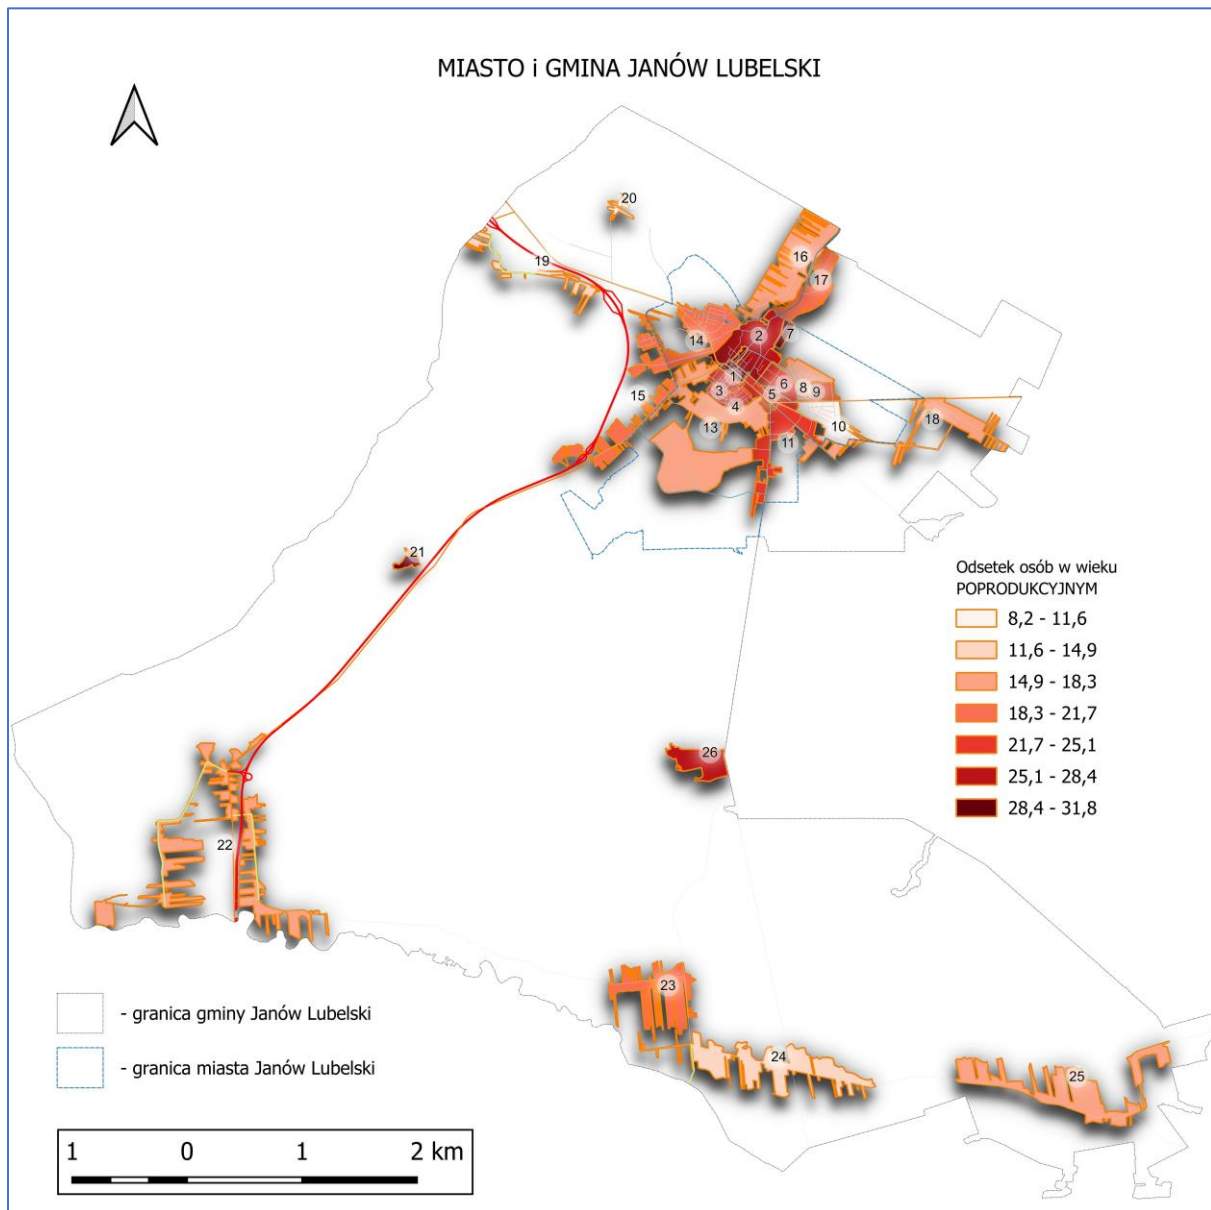 MIASTO i GMINA JANÓW LUBELSKI
20
16
19
17
2
7
14
1
6
3
8
9
5
15
4
18
13
10
11
21
Odsetek osób w wieku
POPRODUKCYJNYM
8,2 - 11,6
11,6 - 14,9
14,9 - 18,3
18,3 - 21,7
21,7 - 25,1
25,1 - 28,4
28,4 - 31,8
26
22
23
24
25
- granica gminy Janów Lubelski
- granica miasta Janów Lubelski
1 0 1 2 km